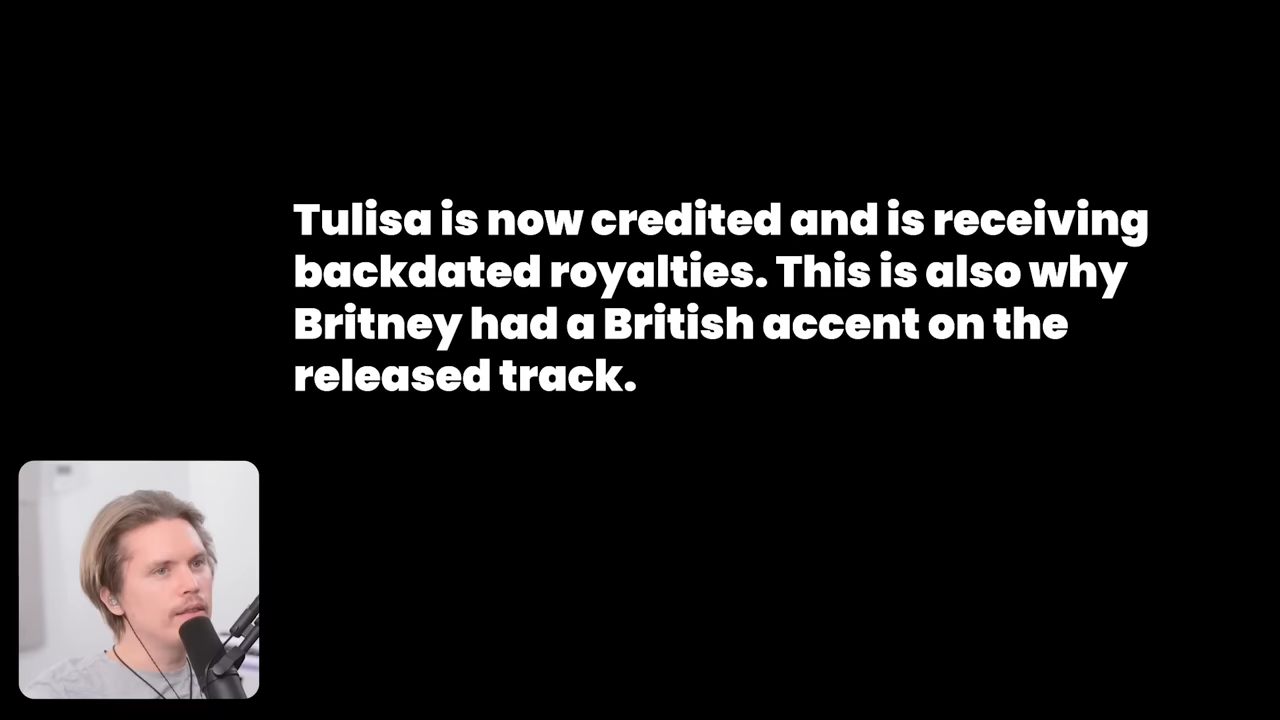 Tulisa is now credited and is receiving
backdated royalties. This is also why
Britney had a British accent on the
released track.